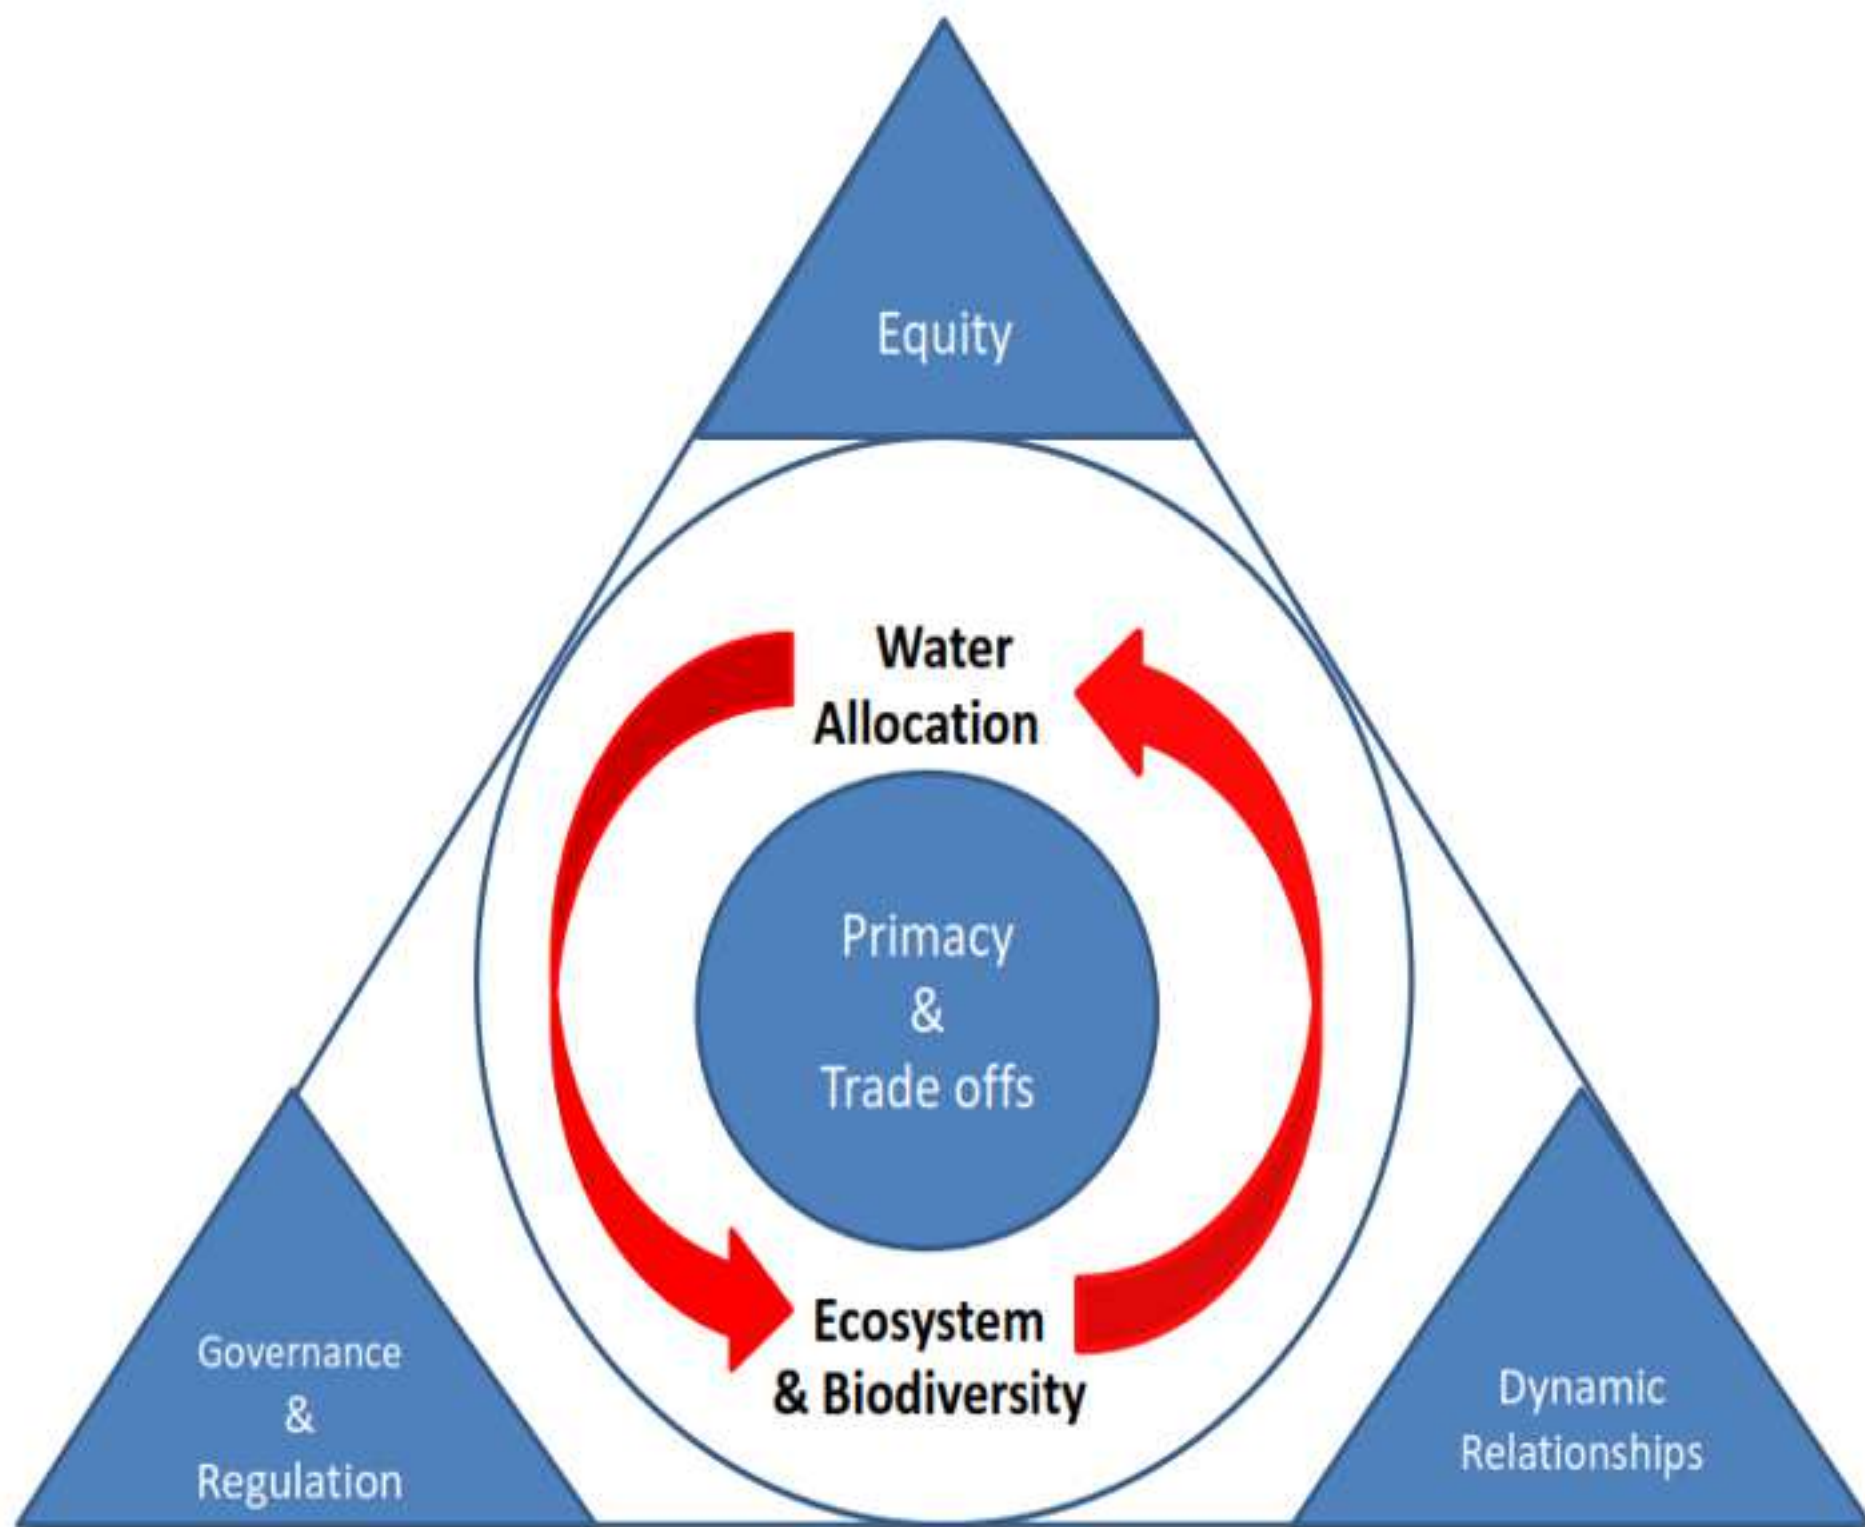 Equity
Water
Allocation
Primacy
&
Trade offs
Ecosystem
& Biodiversity
Governance
&
Regulation
Dynamic
Relationships